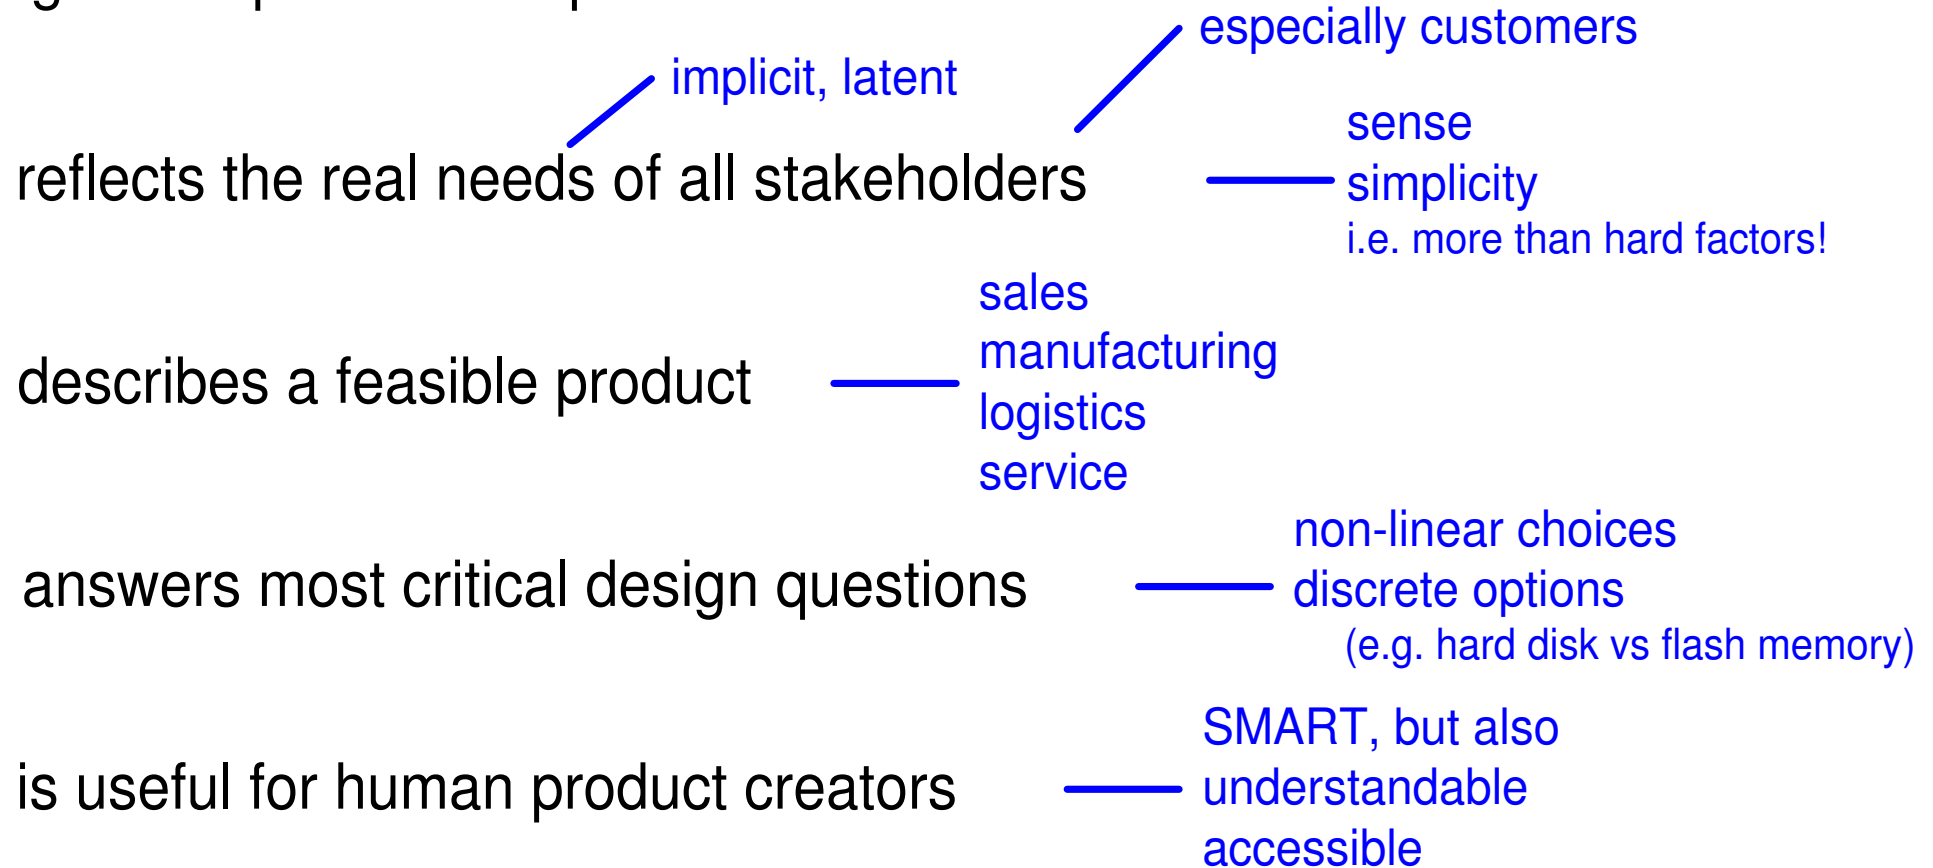 especially customers
implicit, latent
reflects the real needs of all stakeholders
sense
simplicity
i.e. more than hard factors!
describes a feasible product
sales
manufacturing
logistics
service
answers most critical design questions
non-linear choices
discrete options
(e.g. hard disk vs flash memory)
is useful for human product creators
SMART, but also
understandable
accessible